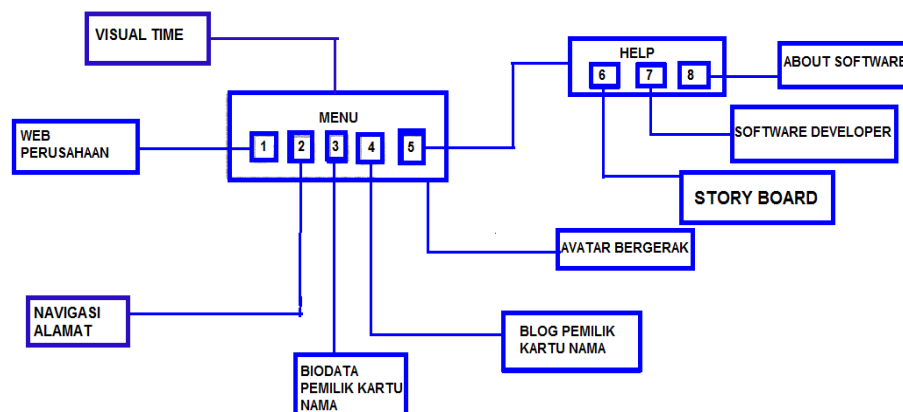 VISUAL TIME
HELP
6 7 8
ABOUT SOFTWARE
MENU
1 2 3 4 5
WEB
PERUSAHAAN
SOFTWARE DEVELOPER
STORY BOARD
AVATAR BERGERAK
NAVIGASI
ALAMAT
BLOG PEMILIK
KARTU NAMA
BIODATA
PEMILIK KARTU
NAMA